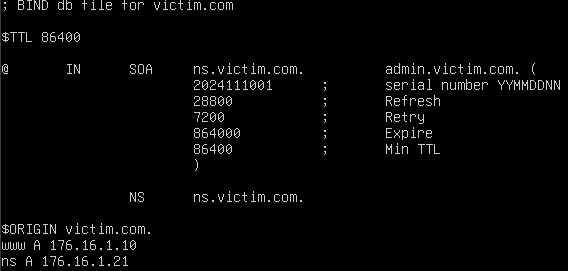 ; BIND db file for victim.com
$TTL 86400
@ IN SOA ns.victim.com. admin.victim.com. (
2024111001 ; serial number YYMMDDNN
28800 ; Refresh
7200 ; Retry
864000 ; Expire
86400 ; Min TTL
)
NS ns.victim.com.
$ORIGIN victim.com.
www A 176.16.1.10
ns A 176.16.1.21